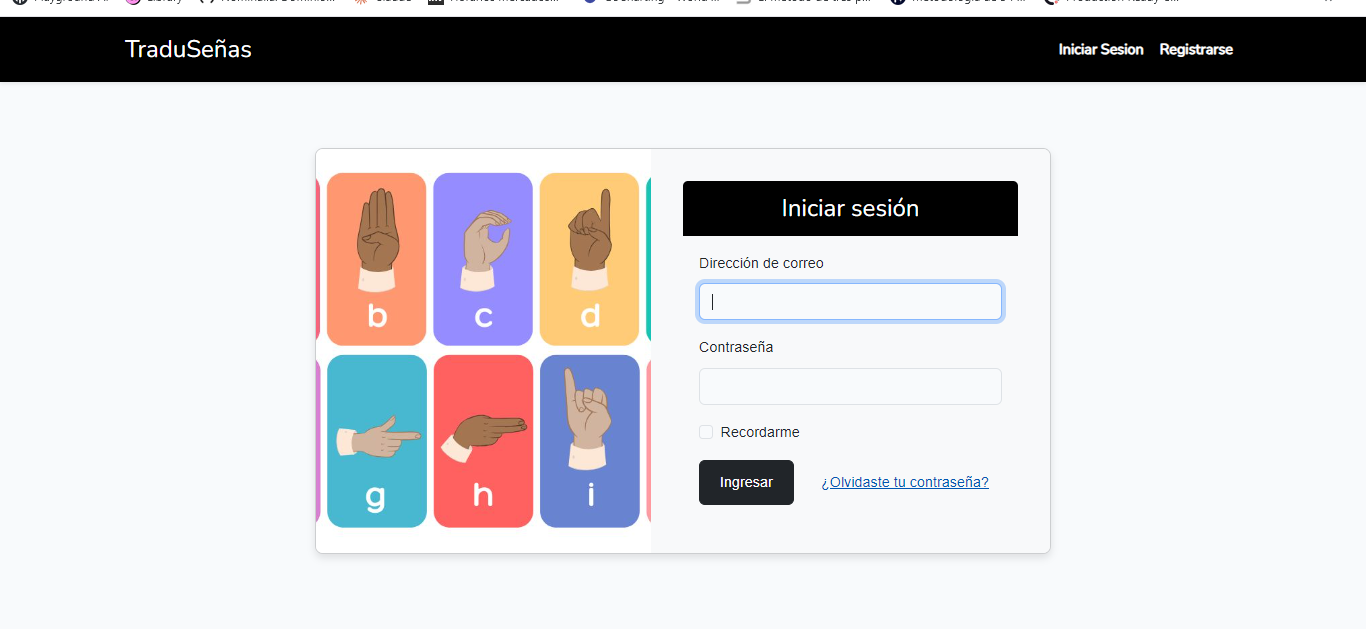 TraduSeñas
Iniciar Sesion Registrarse
Iniciar sesión
Dirección de correo
Contraseña
Recordarme
Ingresar ¿Olvidaste tu contraseña?
b c d
g h i